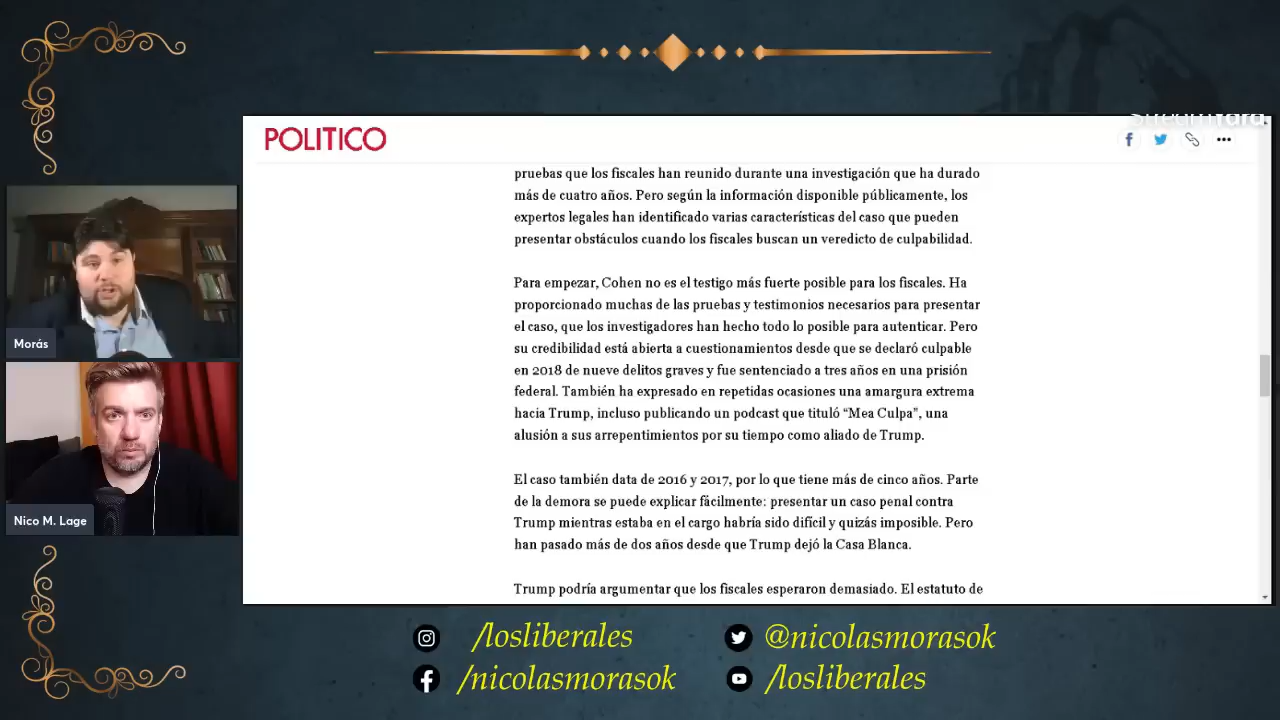 POLITICO
pruebas que los fiscales han reunido durante una investigación que ha durado
más de cuatro años. Pero según la información disponible públicamente, los
expertos legales han identificado varias características del caso que pueden
presentar obstáculos cuando los fiscales buscan un veredicto de culpabilidad.
Para empezar, Cohen no es el testigo más fuerte posible para los fiscales. Ha
proporcionado muchas de las pruebas y testimonios necesarios para presentar
el caso, que los investigadores han hecho todo lo posible para autenticar. Pero
su credibilidad está abierta a cuestionamientos desde que se declaró culpable
en 2018 de nueve delitos graves y fue sentenciado a tres años en una prisión
federal. También ha expresado en repetidas ocasiones una amargura extrema
hacia Trump, incluso publicando un podcast que tituló “Mea Culpa”, una
alusión a sus arrepentimientos por su tiempo como aliado de Trump.
El caso también data de 2016 y 2017, por lo que tiene más de cinco años. Parte
de la demora se puede explicar fácilmente: presentar un caso penal contra
Trump mientras estaba en el cargo habría sido difícil y quizás imposible. Pero
han pasado más de dos años desde que Trump dejó la Casa Blanca.
Trump podría argumentar que los fiscales esperaron demasiado. El estatuto de
Morás
Nico M. Lage
/losliberales
@nicolasmorasok
/nicolasmorasok
/losliberales